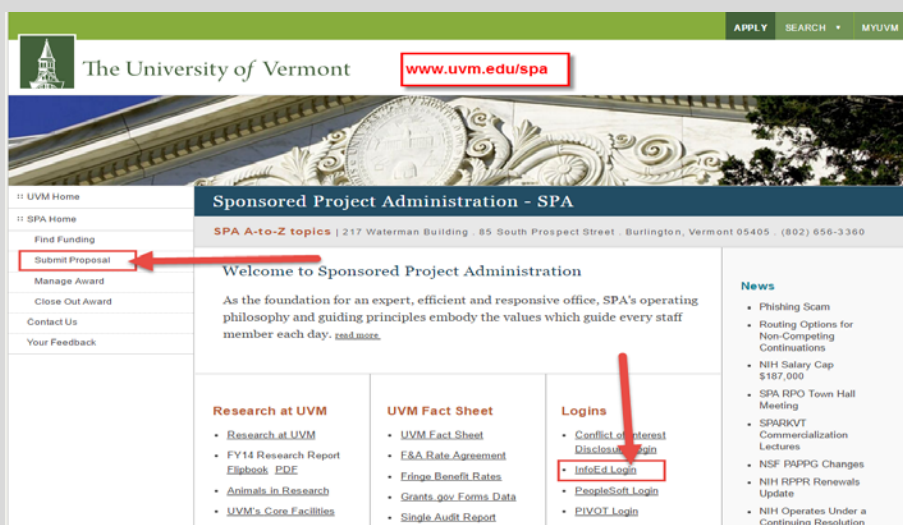 APPLY SEARCH ▾ MYUVM
The University of Vermont
www.uvm.edu/spa
:: UVM Home
:: SPA Home
Find Funding
Submit Proposal
Manage Award
Close Out Award
Contact Us
Your Feedback
Sponsored Project Administration - SPA
SPA A-to-Z topics | 217 Waterman Building . 85 South Prospect Street . Burlington, Vermont 05405 . (802) 656-3360
Welcome to Sponsored Project Administration
As the foundation for an expert, efficient and responsive office, SPA's operating
philosophy and guiding principles embody the values which guide every staff
member each day. read more
Research at UVM
• Research at UVM
• FY14 Research Report
Flipbook PDF
• Animals in Research
• UVM's Core Facilities
UVM Fact Sheet
• UVM Fact Sheet
• F&A Rate Agreement
• Fringe Benefit Rates
• Grants.gov Forms Data
• Single Audit Report
Logins
• Conflict of Interest
Disclosure Login
• InfoEd Login
• PeopleSoft Login
• PIVOT Login
News
• Phishing Scam
• Routing Options for
Non-Competing
Continuations
• NIH Salary Cap
$187,000
• SPA RPO Town Hall
Meeting
• SPARKVT
Commercialization
Lectures
• NSF PAPPG Changes
• NIH RPPR Renewals
Update
• NIH Operates Under a
Continuing Resolution